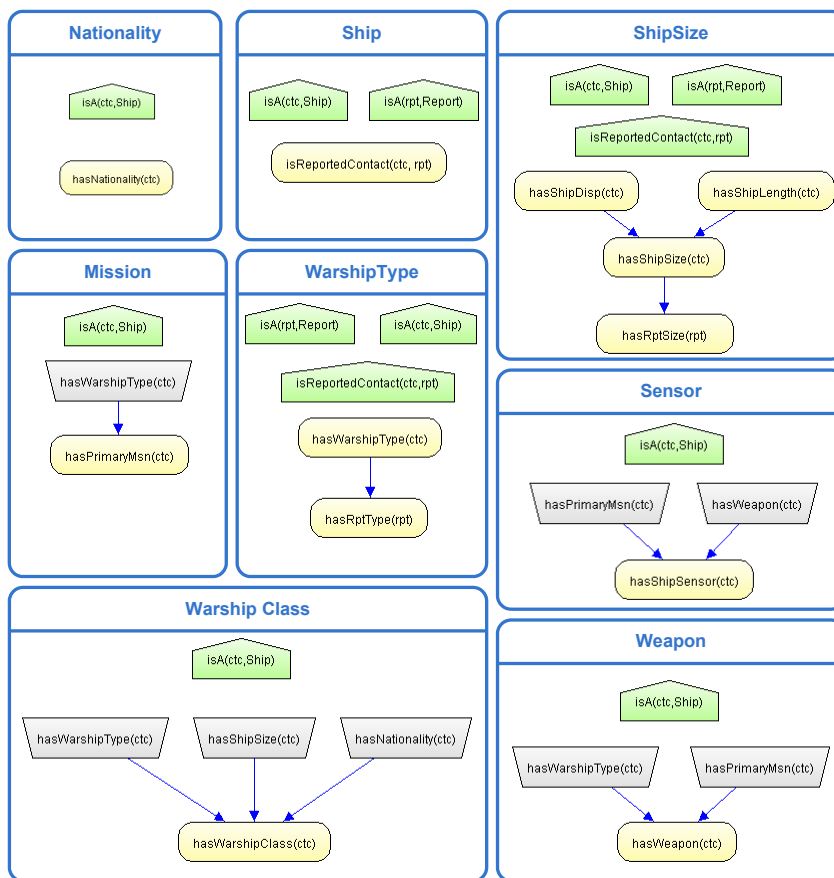 Nationality
isA(ctc,Ship)
hasNationality(ctc)
Ship
isA(ctc,Ship)
isA(rpt,Report)
isReportedContact(ctc, rpt)
ShipSize
isA(ctc,Ship)
isA(rpt,Report)
isReportedContact(ctc,rpt)
hasShipDisp(ctc)
hasShipLength(ctc)
hasShipSize(ctc)
hasRptSize(rpt)
Mission
isA(ctc,Ship)
hasWarshipType(ctc)
hasPrimaryMsn(ctc)
WarshipType
isA(rpt,Report)
isA(ctc,Ship)
isReportedContact(ctc,rpt)
hasWarshipType(ctc)
hasRptType(rpt)
Sensor
isA(ctc,Ship)
hasPrimaryMsn(ctc)
hasWeapon(ctc)
hasShipSensor(ctc)
Warship Class
isA(ctc,Ship)
hasWarshipType(ctc)
hasShipSize(ctc)
hasNationality(ctc)
hasWarshipClass(ctc)
Weapon
isA(ctc,Ship)
hasWarshipType(ctc)
hasPrimaryMsn(ctc)
hasWeapon(ctc)